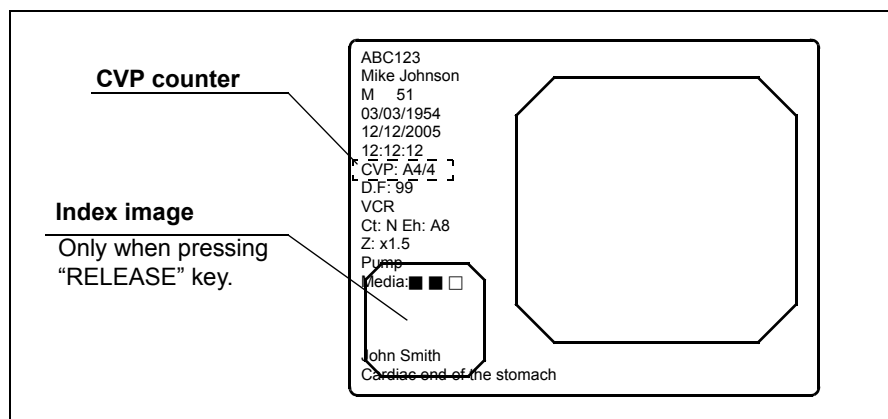 CVP counter
Index image
Only when pressing
“RELEASE” key.
ABC123
Mike Johnson
M 51
03/03/1954
12/12/2005
12:12:12
CVP: A4/4
D.F: 99
VCR
Ct: N Eh: A8
Z: x1.5
Pump
Media:■ ■ □
John Smith
Cardiac end of the stomach